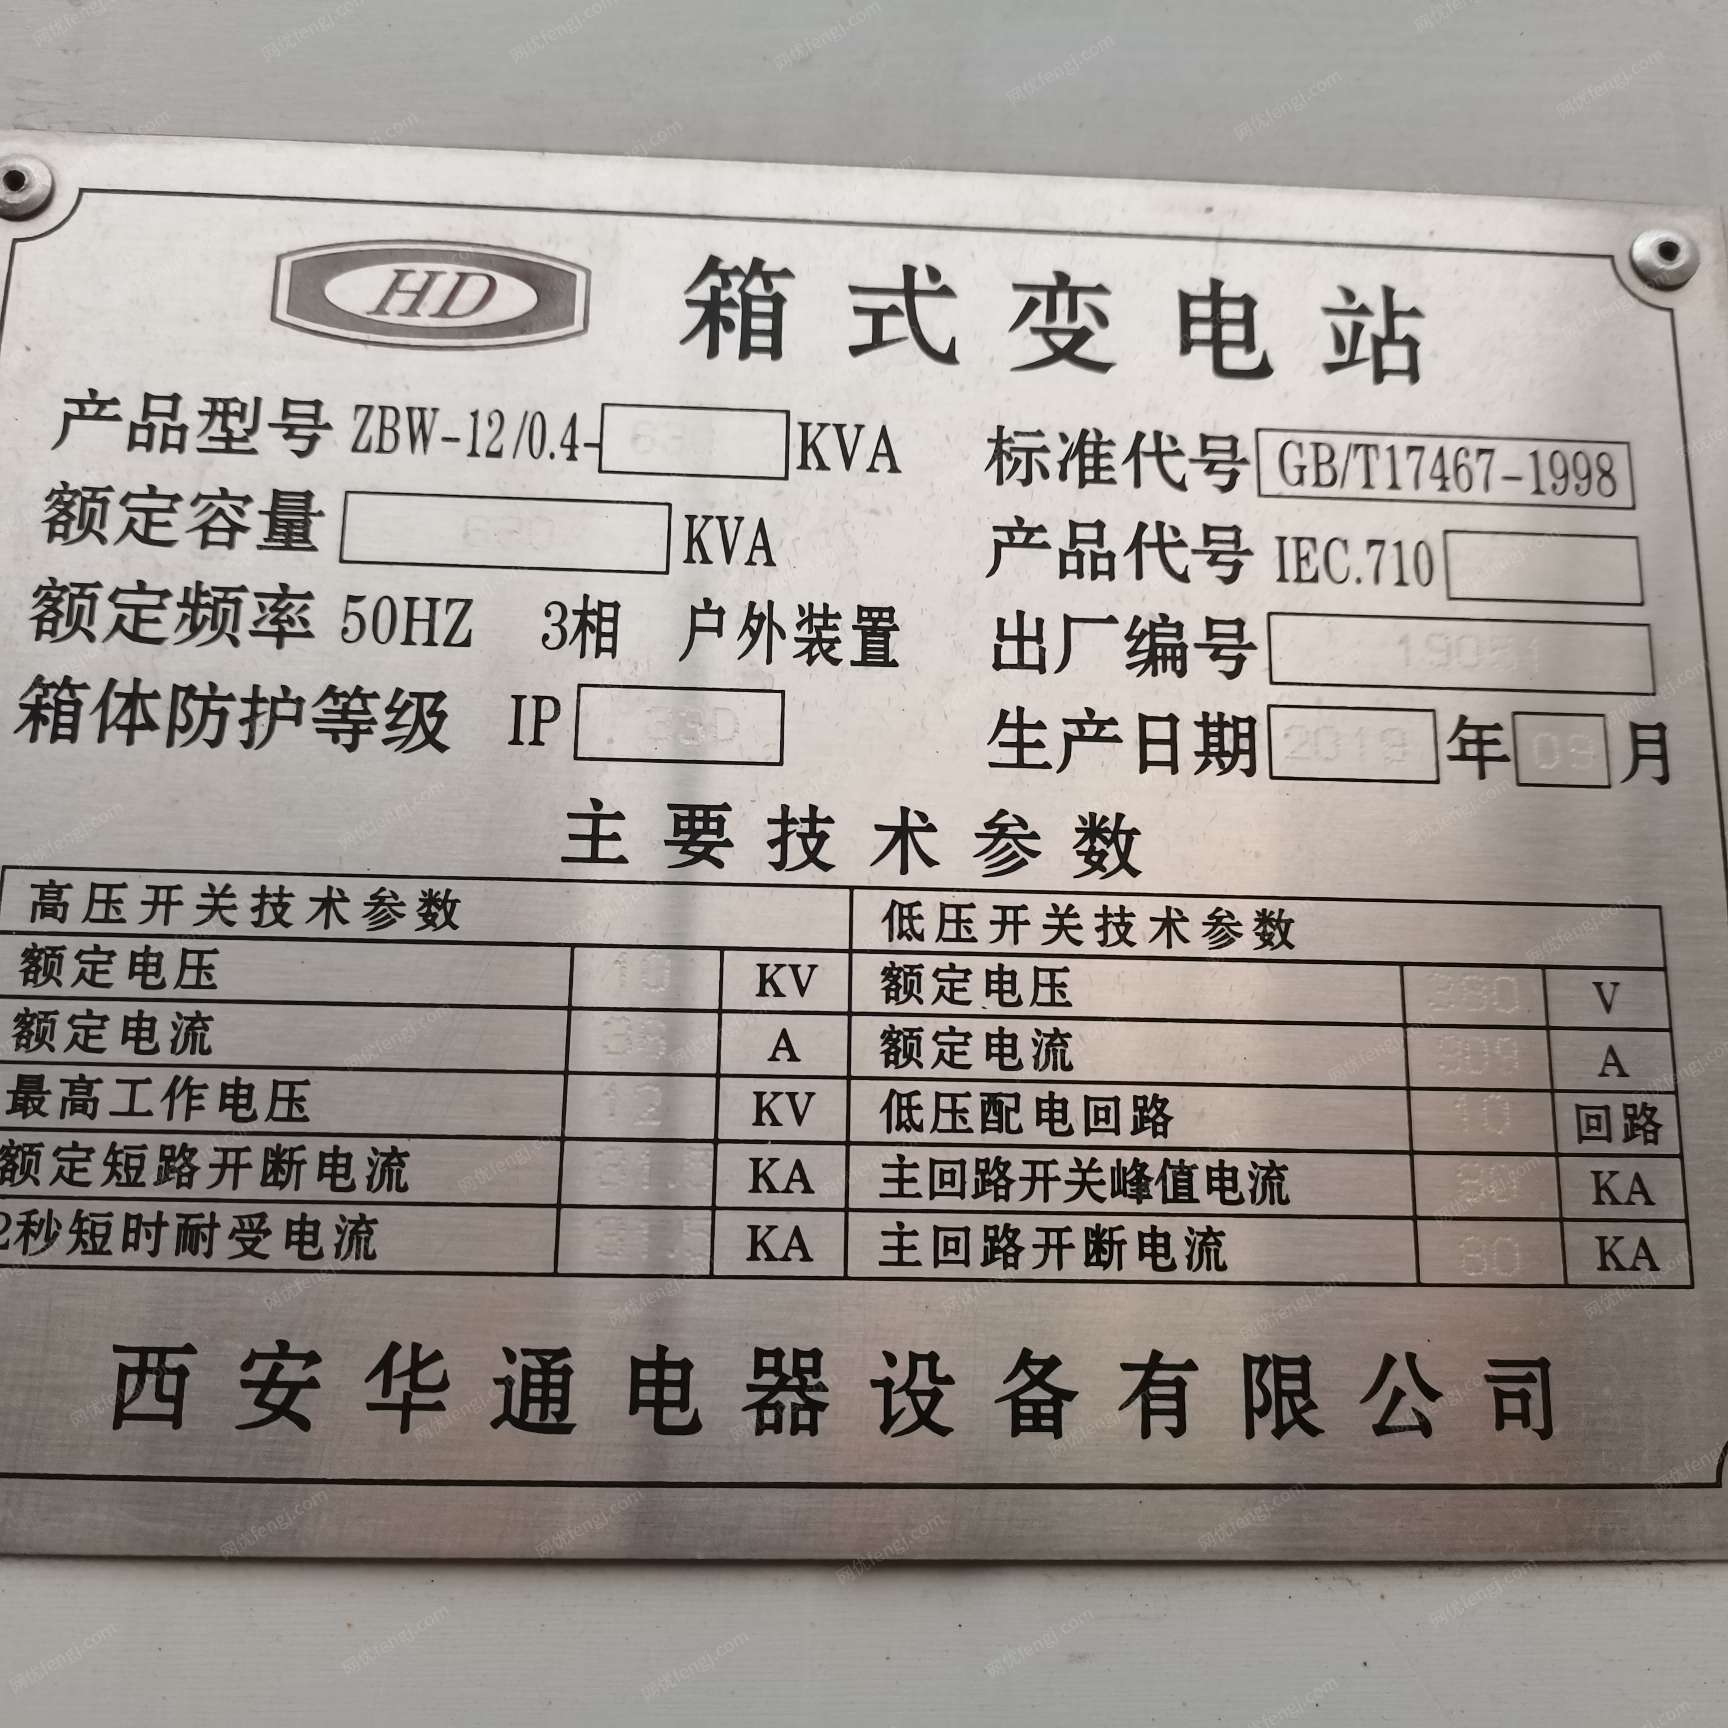 HD 箱式变电站
产品型号 ZBW-12/0.4- KVA 标准代号 GB/T17467-1998
额定容量 KVA 产品代号 IEC.710
额定频率 50HZ 3相 户外装置 出厂编号
箱体防护等级 IP 生产日期 2019 年 09 月
主要技术参数
高压开关技术参数 低压开关技术参数
额定电压 10 KV 额定电压 V
额定电流 A 额定电流 A
最高工作电压 12 KV 低压配电回路 10 回路
额定短路开断电流 KA 主回路开关峰值电流 KA
2秒短时耐受电流 KA 主回路开断电流 KA
西安华通电器设备有限公司